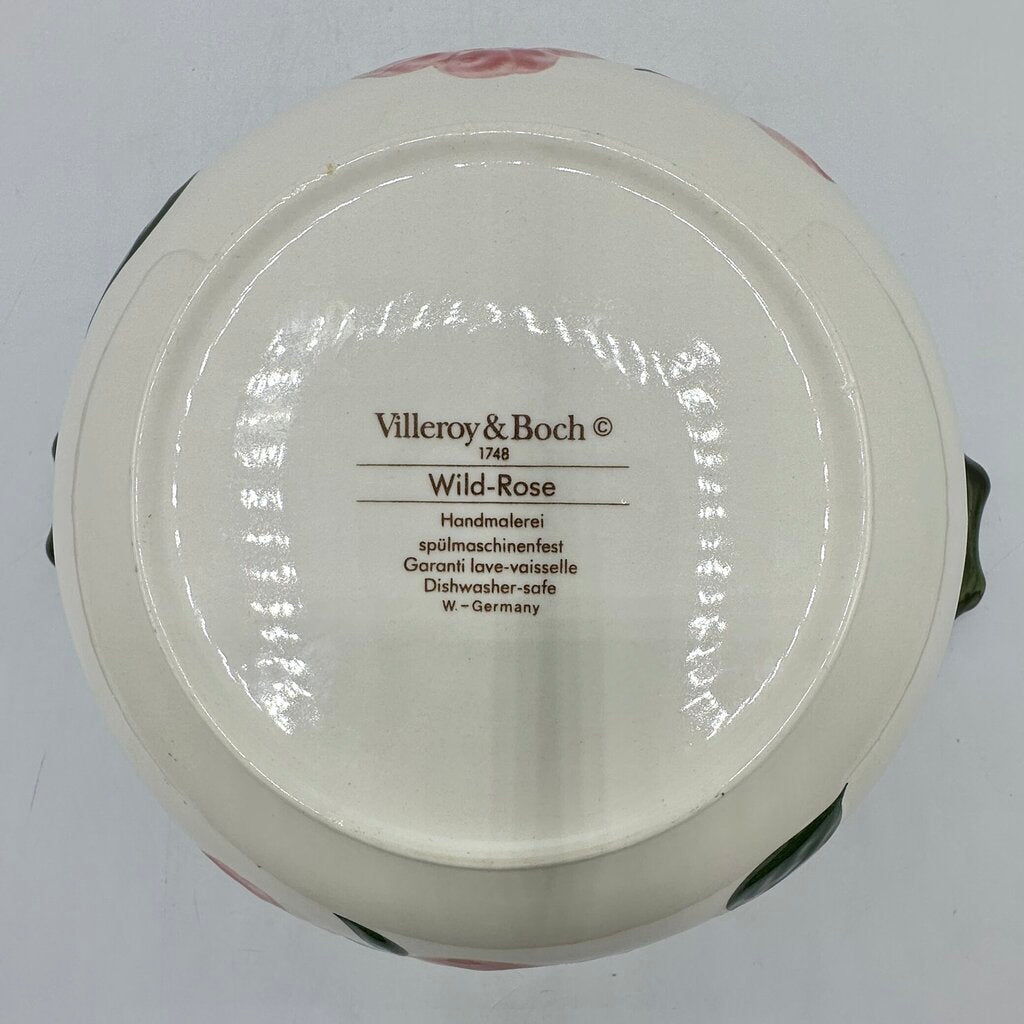 Villeroy & Boch ©
1748
Wild-Rose
Handmalerei
spülmaschinenfest
Garanti lave-vaisselle
Dishwasher-safe
W.–Germany